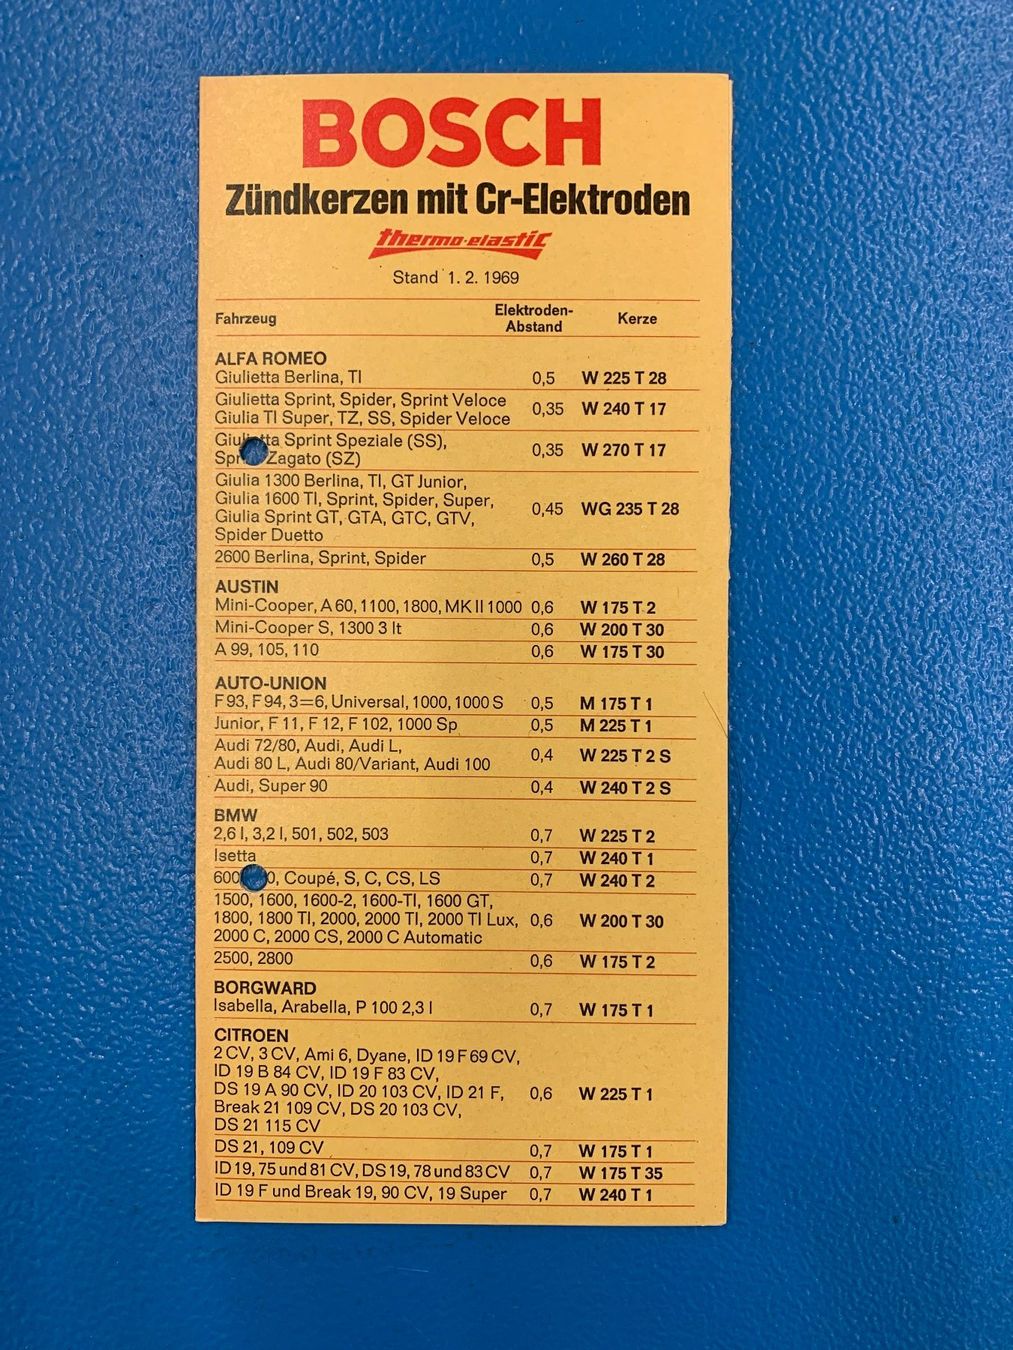 BOSCH
Zündkerzen mit Cr-Elektroden
thermo-elastic
Stand 1. 2. 1969
Fahrzeug Elektroden-Abstand Kerze
ALFA ROMEO
Giulietta Berlina, TI 0,5 W 225 T 28
Giulietta Sprint, Spider, Sprint Veloce
Giulia TI Super, TZ, SS, Spider Veloce 0,35 W 240 T 17
Giulietta Sprint Speziale (SS),
Sprint Zagato (SZ) 0,35 W 270 T 17
Giulia 1300 Berlina, TI, GT Junior,
Giulia 1600 TI, Sprint, Spider, Super,
Giulia Sprint GT, GTA, GTC, GTV, 0,45 WG 235 T 28
Spider Duetto
2600 Berlina, Sprint, Spider 0,5 W 260 T 28
AUSTIN
Mini-Cooper, A 60, 1100, 1800, MK II 1000 0,6 W 175 T 2
Mini-Cooper S, 1300 3 lt 0,6 W 200 T 30
A 99, 105, 110 0,6 W 175 T 30
AUTO-UNION
F 93, F 94, 3=6, Universal, 1000, 1000 S 0,5 M 175 T 1
Junior, F 11, F 12, F 102, 1000 Sp 0,5 M 225 T 1
Audi 72/80, Audi, Audi L,
Audi 80 L, Audi 80/Variant, Audi 100 0,4 W 225 T 2 S
Audi, Super 90 0,4 W 240 T 2 S
BMW
2,6 l, 3,2 l, 501, 502, 503 0,7 W 225 T 2
Isetta 0,7 W 240 T 1
600, 0, Coupé, S, C, CS, LS 0,7 W 240 T 2
1500, 1600, 1600-2, 1600-TI, 1600 GT,
1800, 1800 TI, 2000, 2000 TI, 2000 TI Lux, 0,6 W 200 T 30
2000 C, 2000 CS, 2000 C Automatic
2500, 2800 0,6 W 175 T 2
BORGWARD
Isabella, Arabella, P 100 2,3 l 0,7 W 175 T 1
CITROEN
2 CV, 3 CV, Ami 6, Dyane, ID 19 F 69 CV,
ID 19 B 84 CV, ID 19 F 83 CV,
DS 19 A 90 CV, ID 20 103 CV, ID 21 F, 0,6 W 225 T 1
Break 21 109 CV, DS 20 103 CV,
DS 21 115 CV
DS 21, 109 CV 0,7 W 175 T 1
ID 19, 75 und 81 CV, DS 19, 78 und 83 CV 0,7 W 175 T 35
ID 19 F und Break 19, 90 CV, 19 Super 0,7 W 240 T 1